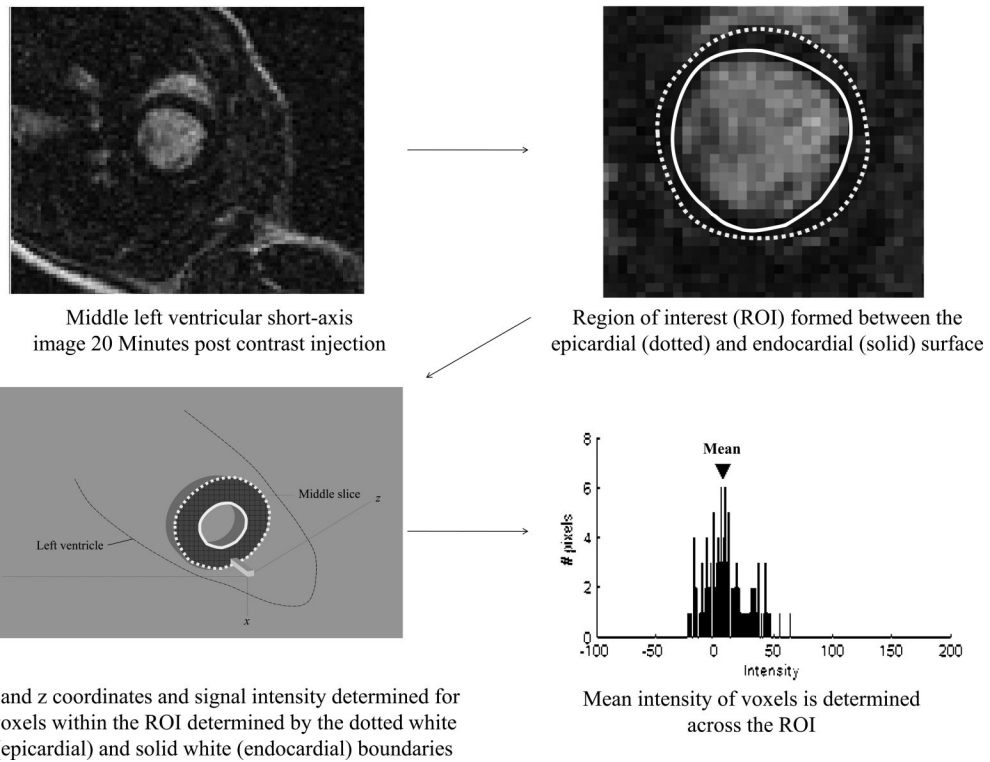 Middle left ventricular short-axis
image 20 Minutes post contrast injection
Region of interest (ROI) formed between the
epicardial (dotted) and endocardial (solid) surface
Middle slice
z
Left ventricle
x
and z coordinates and signal intensity determined for
voxels within the ROI determined by the dotted white
(epicardial) and solid white (endocardial) boundaries
8
Mean
6
# pixels
4
2
0
-100 -50 0 50 100 150 200
Intensity
Mean intensity of voxels is determined
across the ROI